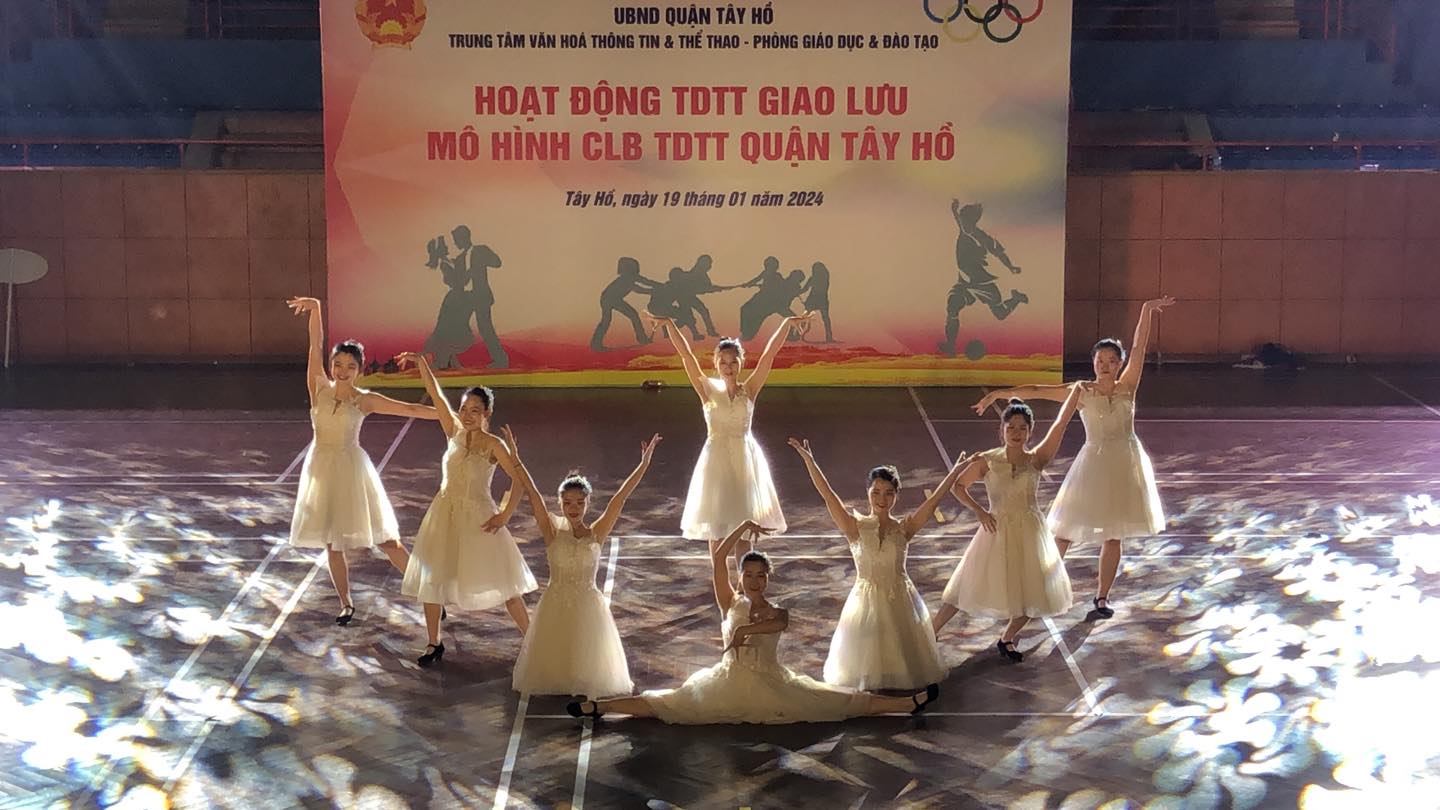 UBND QUẬN TÂY HỒ
TRUNG TÂM VĂN HOÁ THÔNG TIN & THỂ THAO - PHÒNG GIÁO DỤC & ĐÀO TẠO
HOẠT ĐỘNG TDTT GIAO LƯU
MÔ HÌNH CLB TDTT QUẬN TÂY HỒ
Tây Hồ, ngày 19 tháng 01 năm 2024